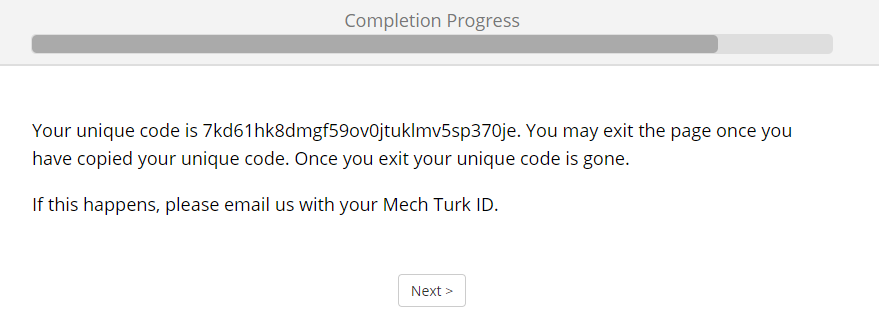 Completion Progress
Your unique code is 7kd61hk8dmgf59ov0jtuklmv5sp370je. You may exit the page once you
have copied your unique code. Once you exit your unique code is gone.
If this happens, please email us with your Mech Turk ID.
Next >